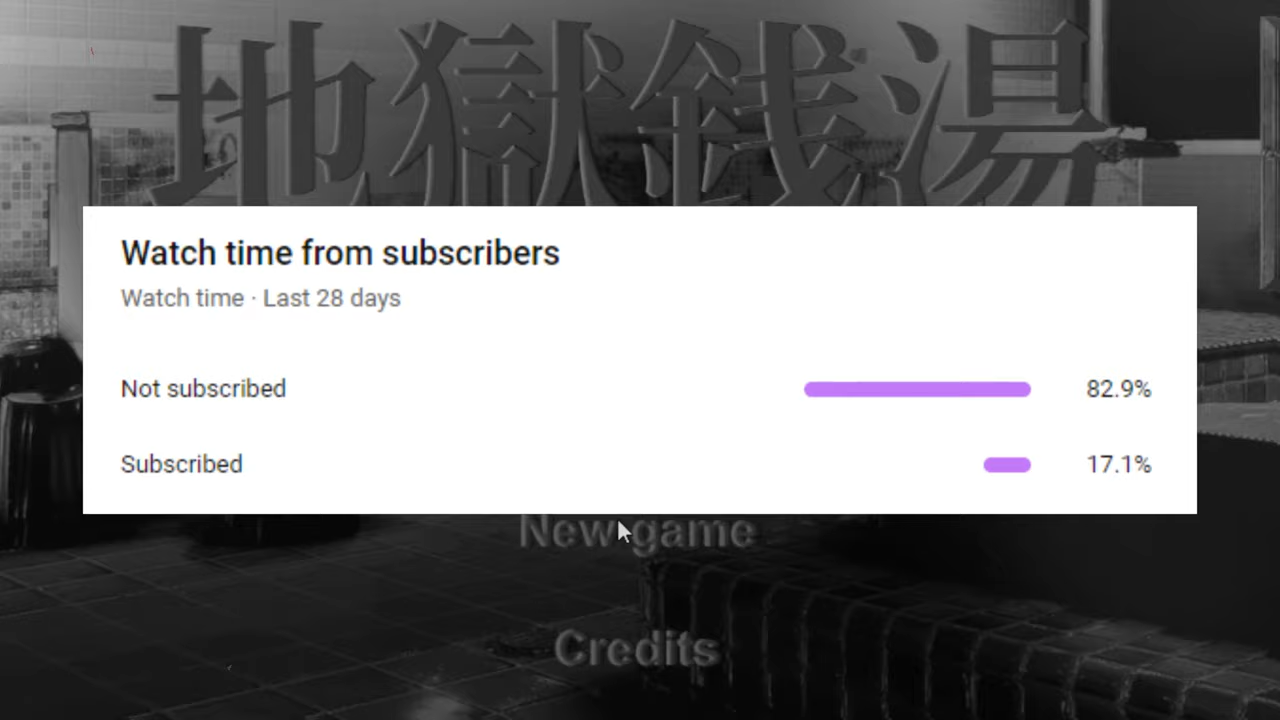 地獄銭湯
Watch time from subscribers
Watch time · Last 28 days
Not subscribed 82.9%
Subscribed 17.1%
New game
Credits